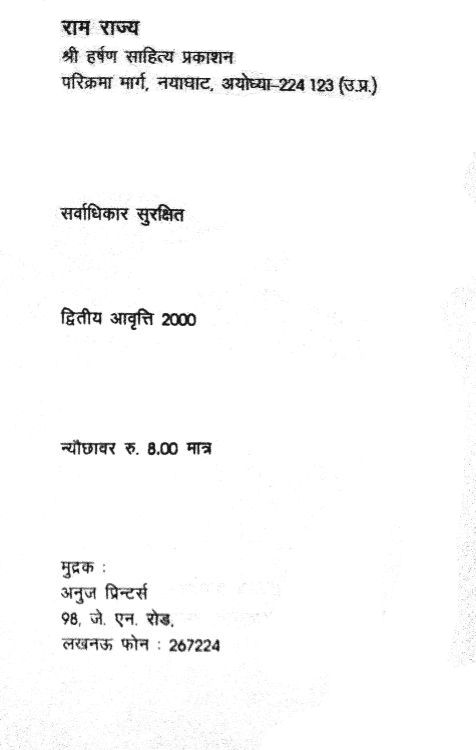 राम राज्य
श्री हर्षण साहित्य प्रकाशन
परिक्रमा मार्ग, नयाघाट, अयोध्या-224 123 (उ.प्र.)
सर्वाधिकार सुरक्षित
द्वितीय आवृत्ति 2000
न्यौछावर रु. 8.00 मात्र
मुद्रक :
अनुज प्रिन्टर्स
98, जे. एन. रोड,
लखनऊ फोन : 267224